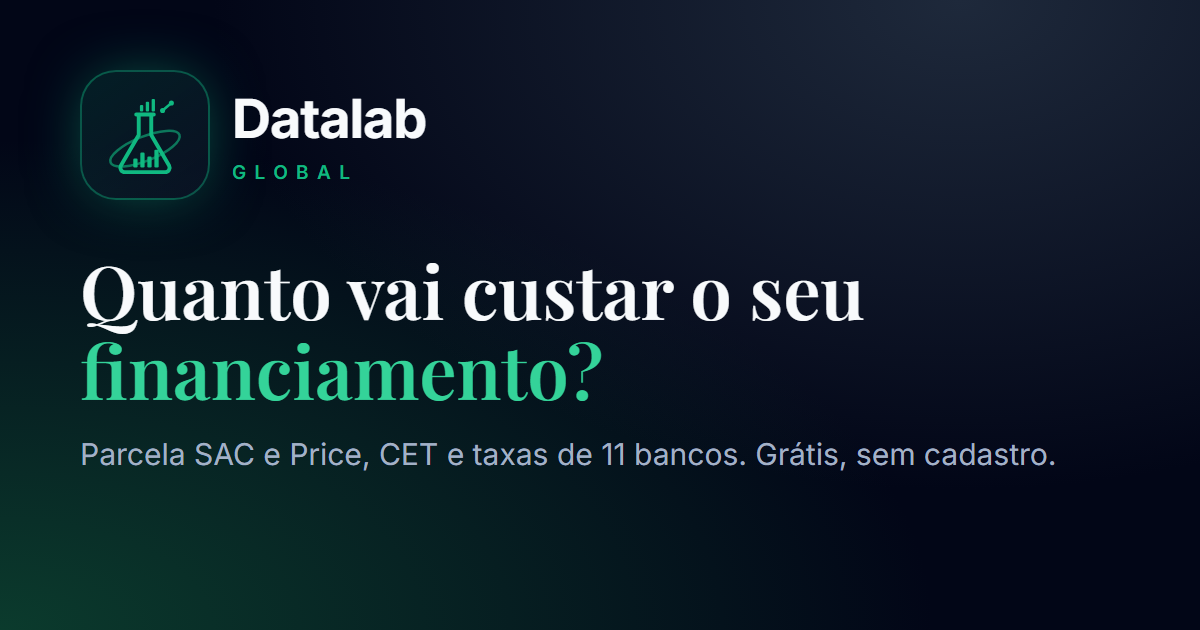 Datalab
GLOBAL
Quanto vai custar o seu
financiamento?
Parcela SAC e Price, CET e taxas de 11 bancos. Grátis, sem cadastro.